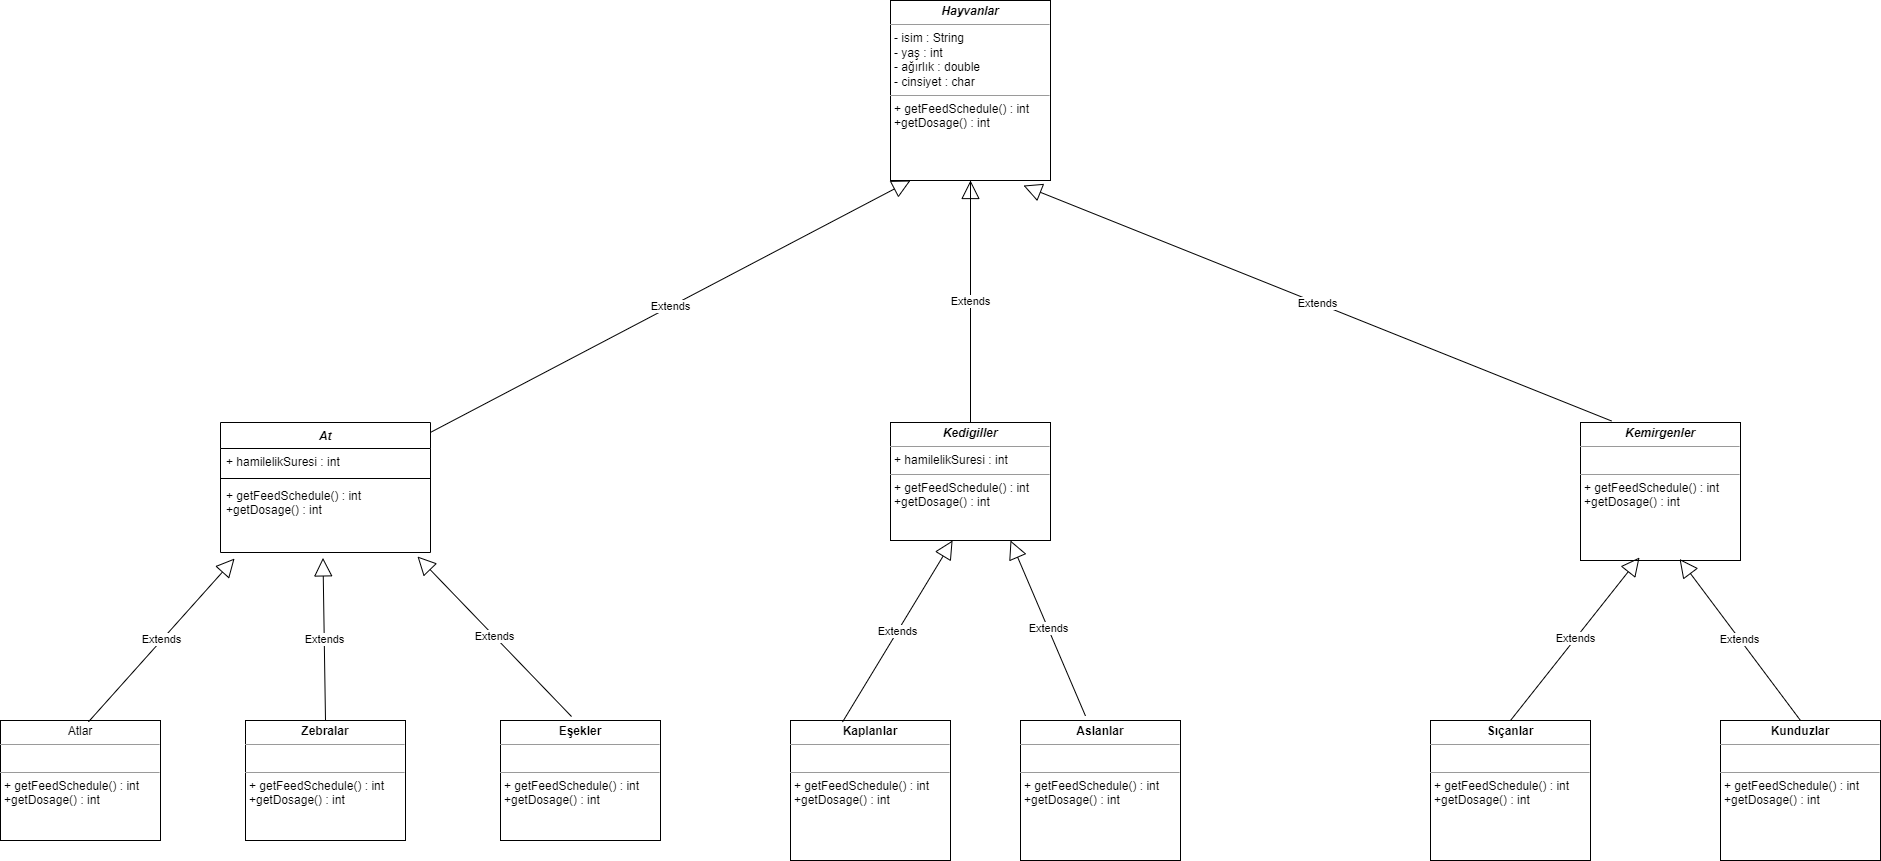 Hayvanlar
- isim : String
- yaş : int
- ağırlık : double
- cinsiyet : char
+ getFeedSchedule() : int
+getDosage() : int
Extends
Extends
Extends
At
+ hamilelikSuresi : int
+ getFeedSchedule() : int
+getDosage() : int
Kedigiller
+ hamilelikSuresi : int
+ getFeedSchedule() : int
+getDosage() : int
Kemirgenler
+ getFeedSchedule() : int
+getDosage() : int
Extends
Extends
Extends
Extends
Extends
Extends
Extends
Atlar
+ getFeedSchedule() : int
+getDosage() : int
Zebralar
+ getFeedSchedule() : int
+getDosage() : int
Eşekler
+ getFeedSchedule() : int
+getDosage() : int
Kaplanlar
+ getFeedSchedule() : int
+getDosage() : int
Aslanlar
+ getFeedSchedule() : int
+getDosage() : int
Sıçanlar
+ getFeedSchedule() : int
+getDosage() : int
Kunduzlar
+ getFeedSchedule() : int
+getDosage() : int